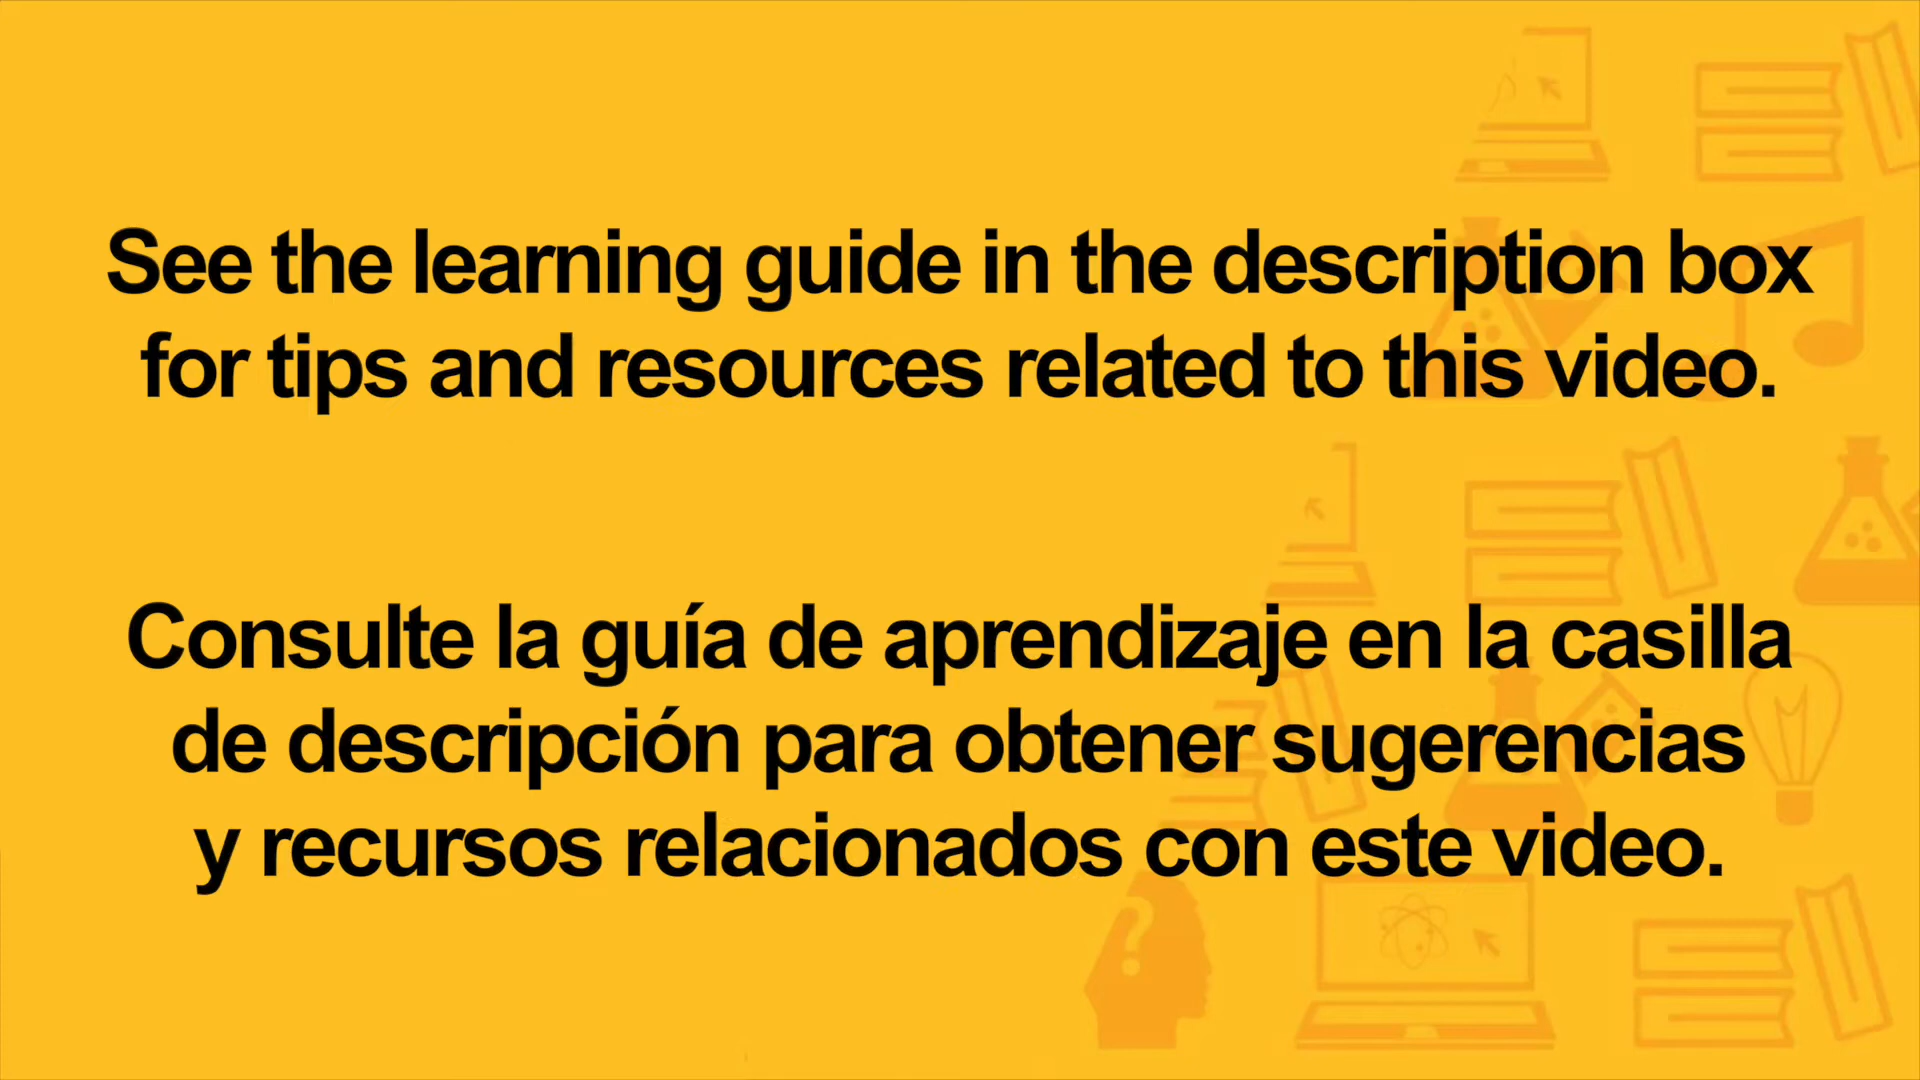 See the learning guide in the description box
for tips and resources related to this video.
Consulte la guía de aprendizaje en la casilla
de descripción para obtener sugerencias
y recursos relacionados con este video.